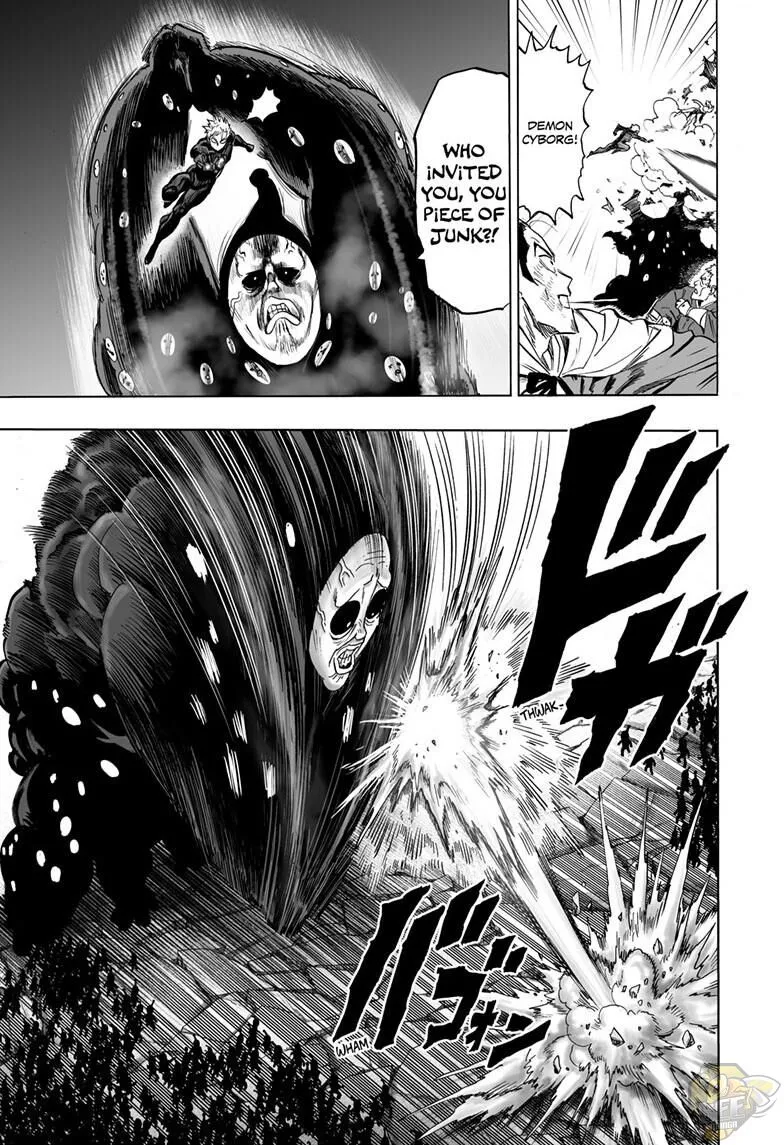 DEMON
CYBORG!
WHO
INVITED
YOU, YOU
PIECE OF
JUNK?!
ドガ
THWAK
バゴォン
WHAM